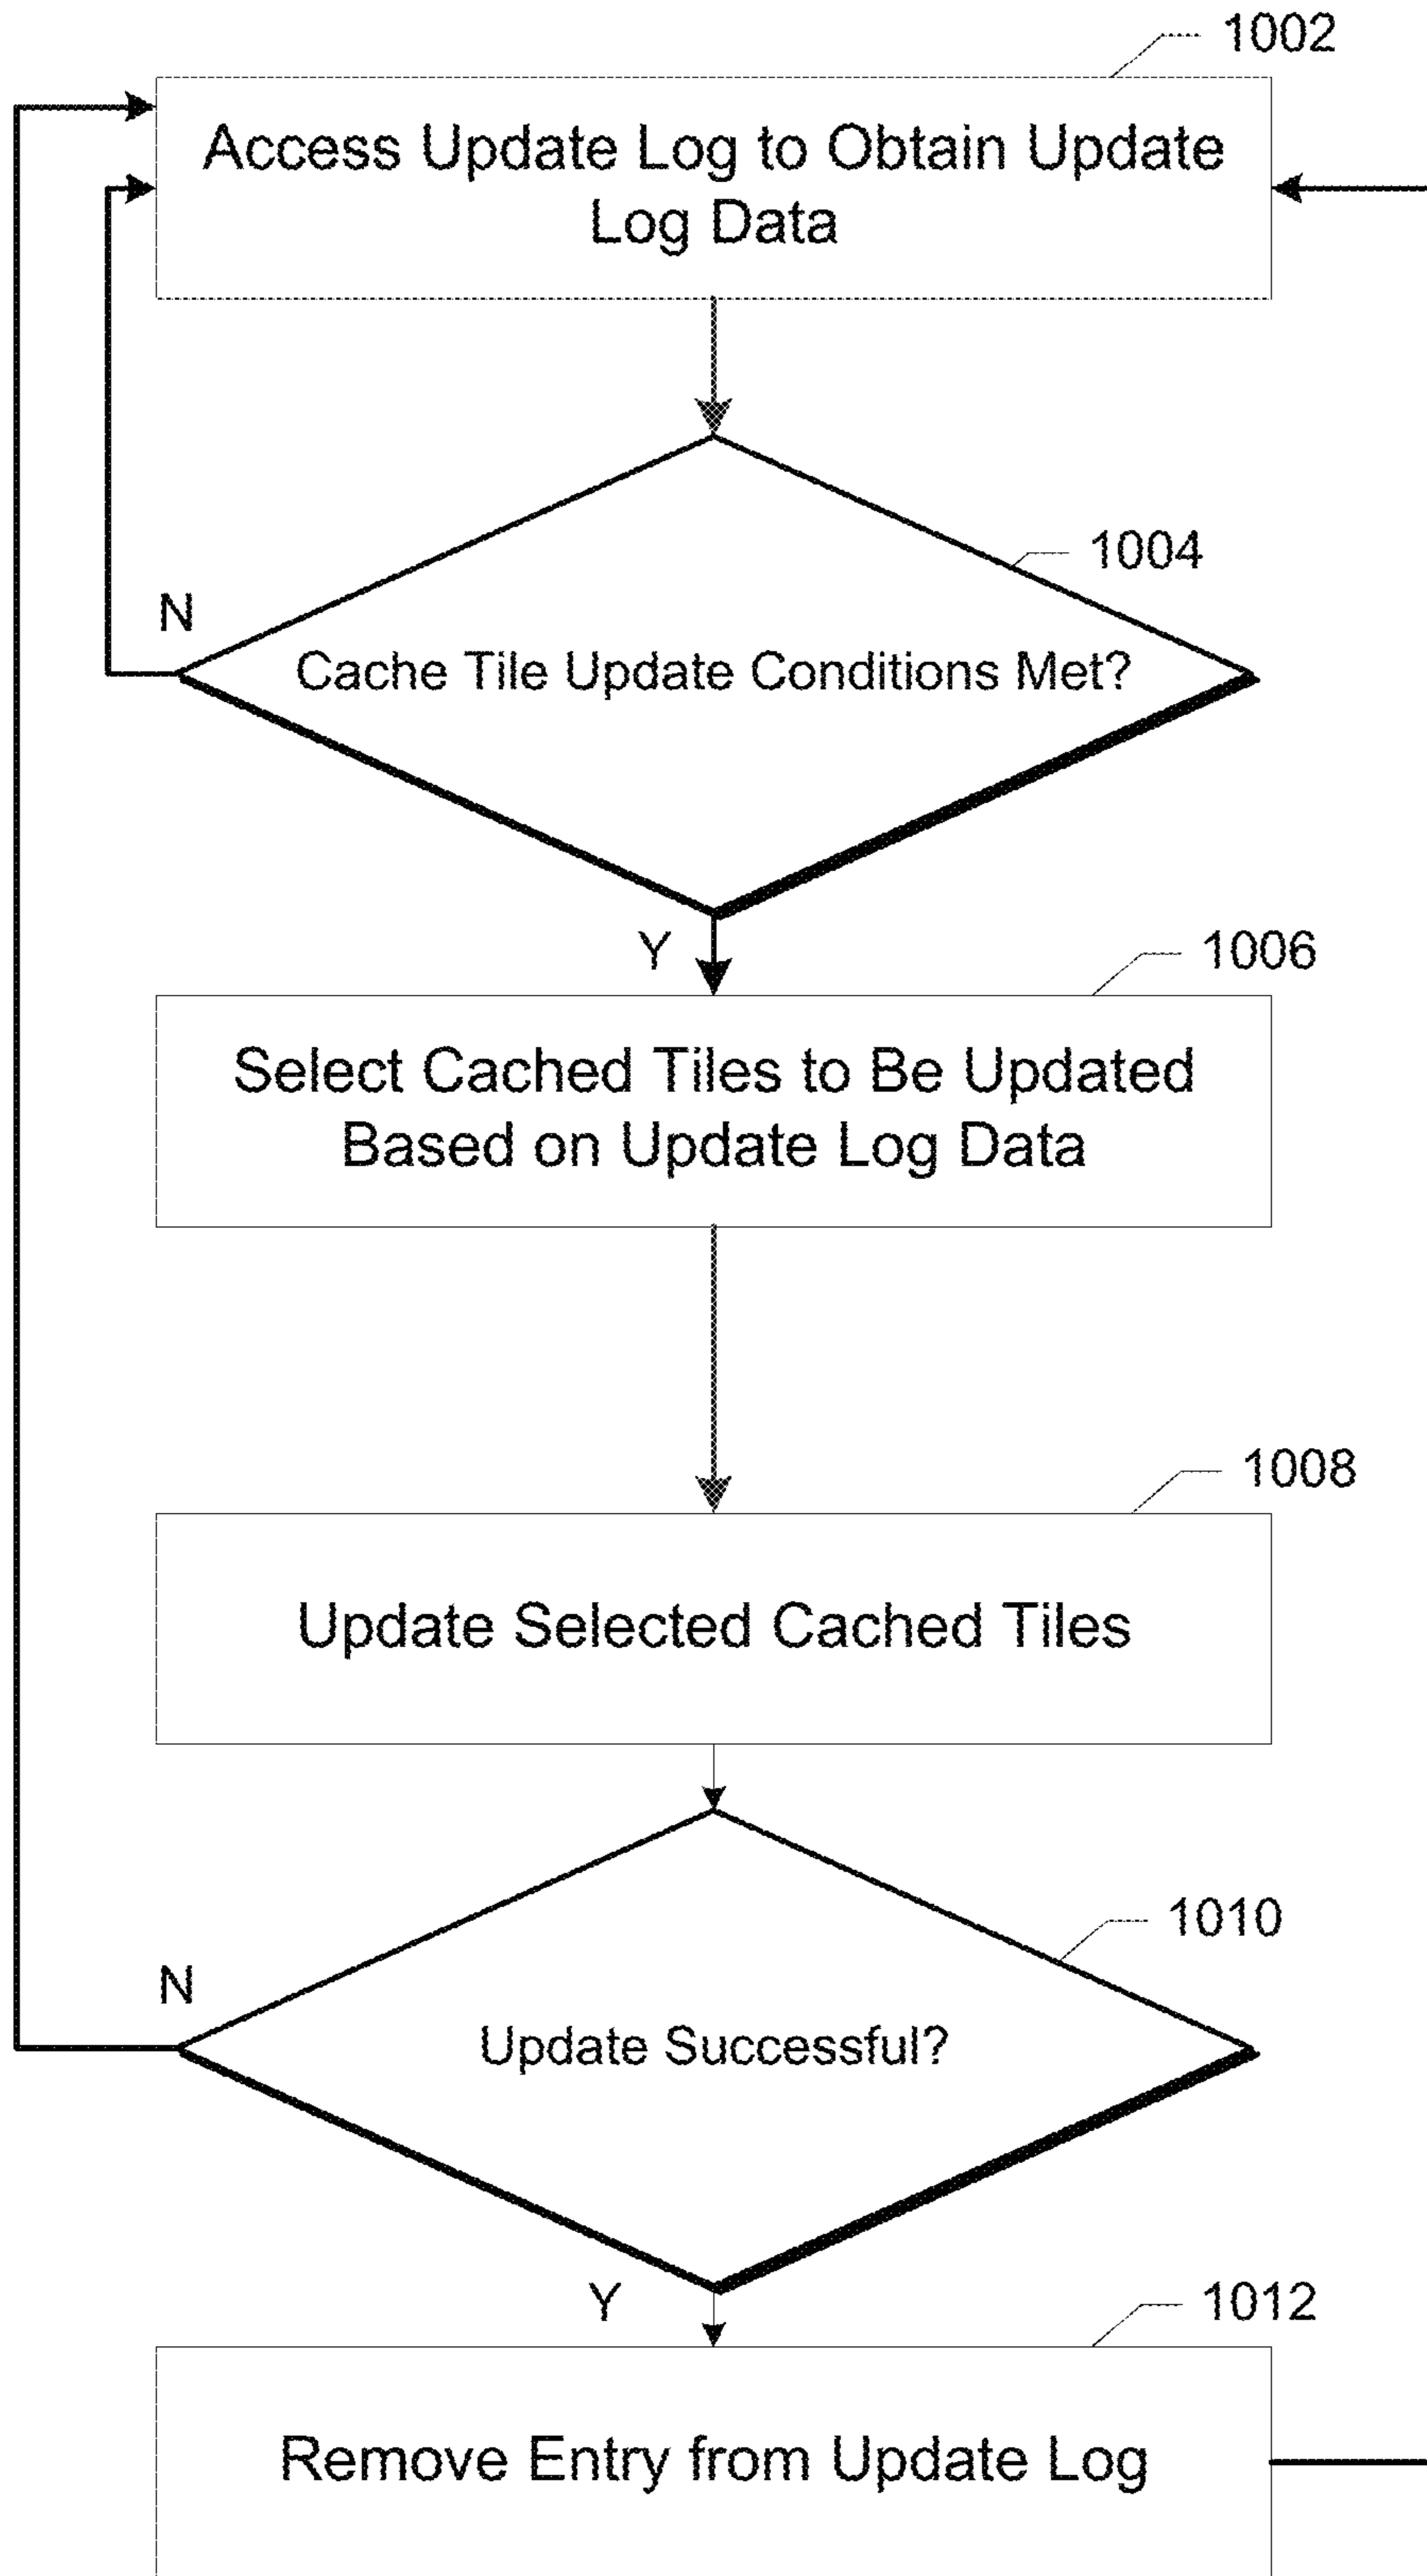 1002
Access Update Log to Obtain Update
Log Data
1004
N
Cache Tile Update Conditions Met?
Y
1006
Select Cached Tiles to Be Updated
Based on Update Log Data
1008
Update Selected Cached Tiles
1010
N
Update Successful?
Y
1012
Remove Entry from Update Log